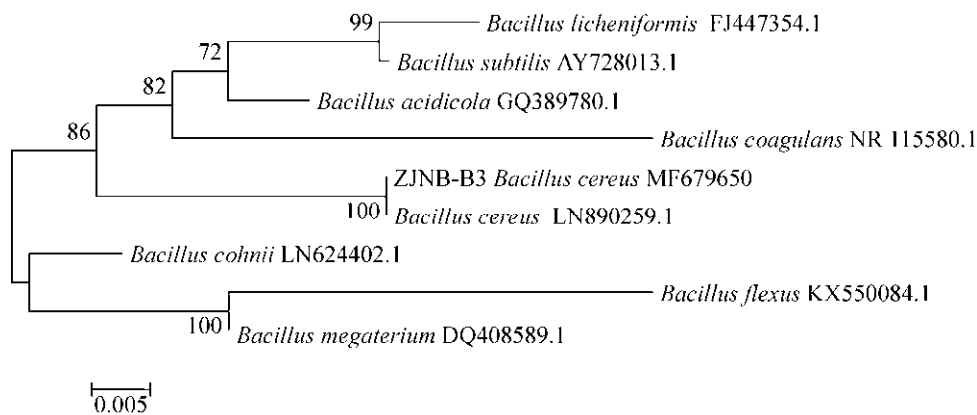 99
Bacillus licheniformis FJ447354.1
72
Bacillus subtilis AY728013.1
82
Bacillus acidicola GQ389780.1
86
Bacillus coagulans NR 115580.1
ZJNB-B3 Bacillus cereus MF679650
100
Bacillus cereus LN890259.1
Bacillus cohnii LN624402.1
Bacillus flexus KX550084.1
100
Bacillus megaterium DQ408589.1
0.005